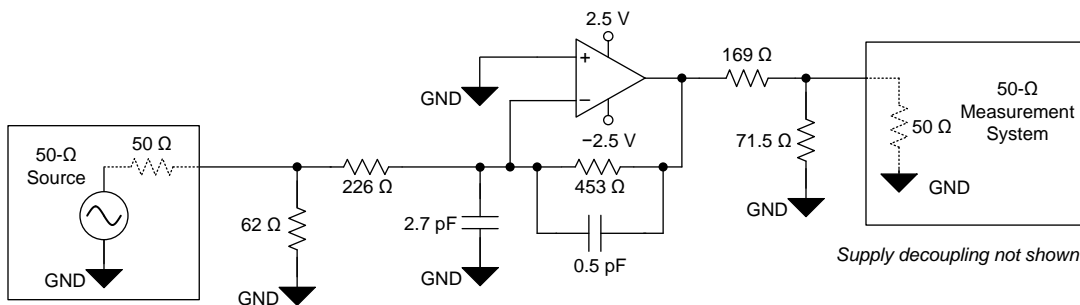 2.5 V
+
−
GND
−2.5 V
169 Ω
71.5 Ω
GND
50-Ω
Measurement
System
50 Ω
GND
50-Ω
Source
50 Ω
GND
62 Ω
GND
226 Ω
2.7 pF
GND
453 Ω
0.5 pF
Supply decoupling not shown